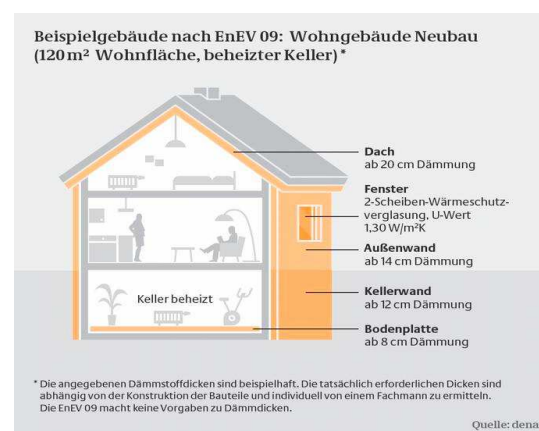 Beispielgebäude nach EnEV 09: Wohngebäude Neubau
(120 m² Wohnfläche, beheizter Keller) *
Dach
ab 20 cm Dämmung
Fenster
2-Scheiben-Wärmeschutz-
verglasung, U-Wert
1,30 W/m²K
Außenwand
ab 14 cm Dämmung
Kellerwand
ab 12 cm Dämmung
Keller beheizt
Bodenplatte
ab 8 cm Dämmung
* Die angegebenen Dämmstoffdicken sind beispielhaft. Die tatsächlich erforderlichen Dicken sind
abhängig von der Konstruktion der Bauteile und individuell von einem Fachmann zu ermitteln.
Die EnEV 09 macht keine Vorgaben zu Dämmdicken.
Quelle: dena